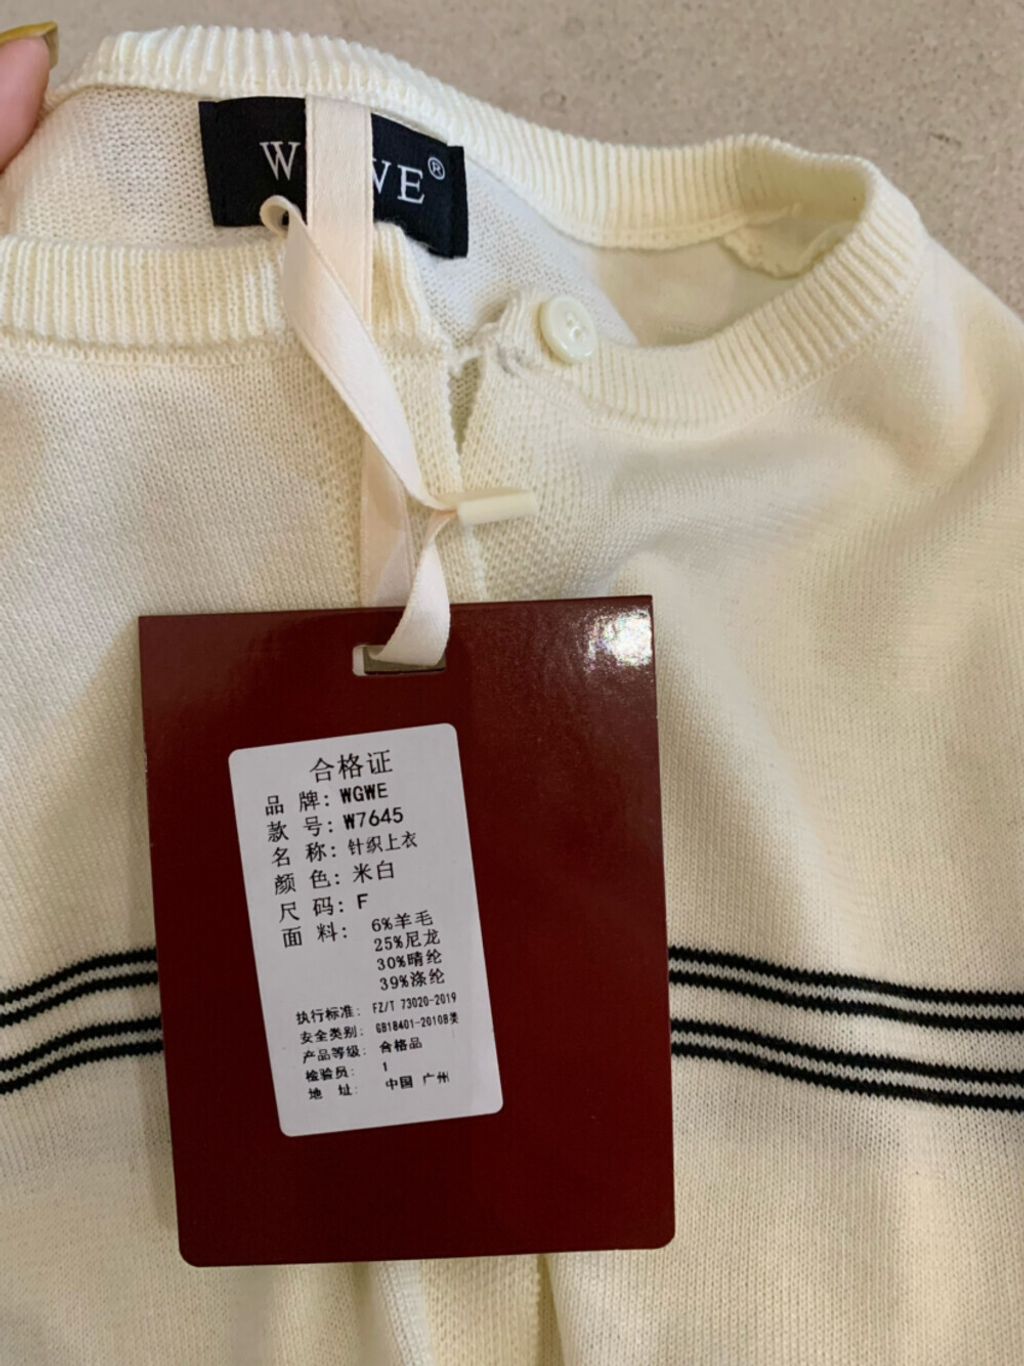 W WE®
合格证
品 牌: WGWE
款 号: W7645
名 称: 针织上衣
颜 色: 米白
尺 码: F
面 料: 6%羊毛
25%尼龙
30%晴纶
39%涤纶
执行标准: FZ/T 73020-2019
安全类别: GB18401-2010B类
产品等级: 合格品
检验员: 1
地 址: 中国 广州